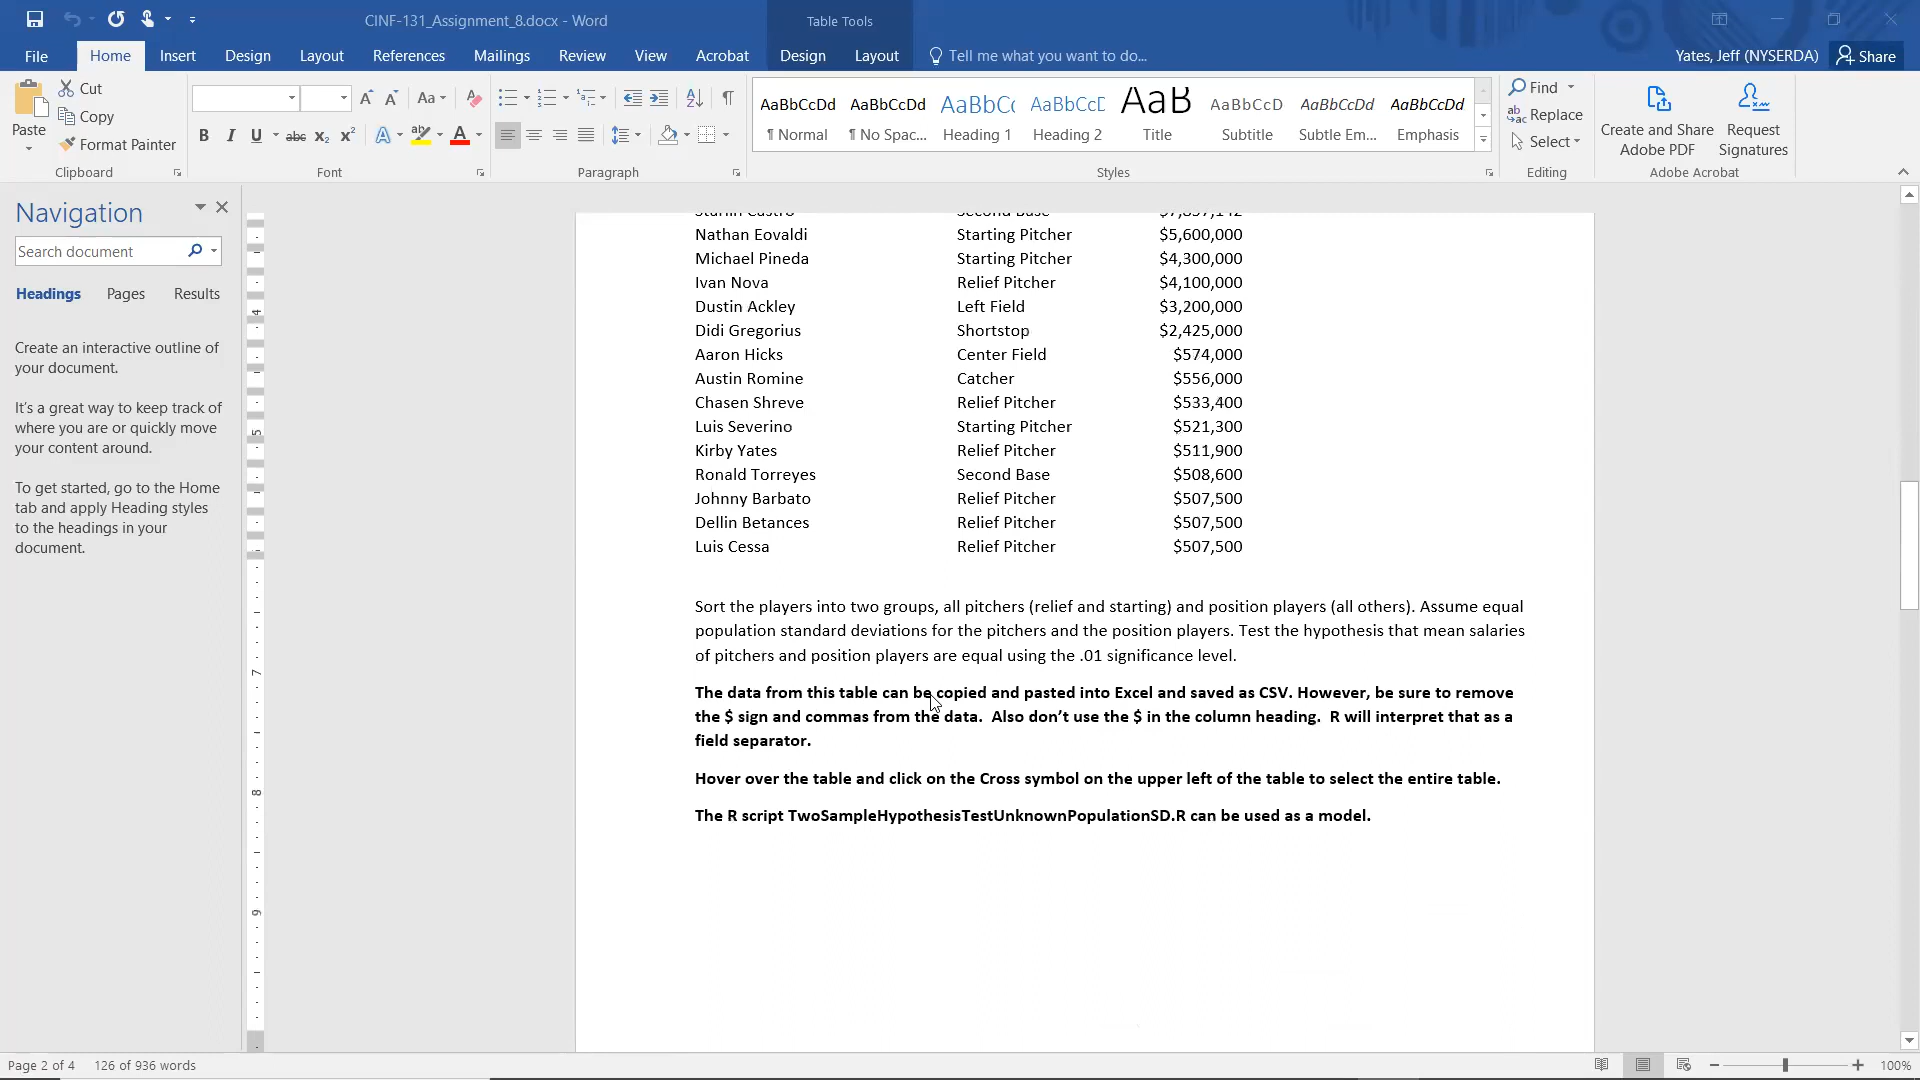 CINF-131_Assignment_8.docx - Word
Table Tools
File Home Insert Design Layout References Mailings Review View Acrobat Design Layout Tell me what you want to do... Yates, Jeff (NYSERDA) Share
Paste
Cut
Copy
Format Painter
Clipboard
Aa
B I U abc x₂ x² A ab A
Font
Paragraph
AaBbCcDd AaBbCcDd AaBbCc AaBbCcD AaB AaBbCcD AaBbCcDd AaBbCcDd
¶ Normal ¶ No Spac... Heading 1 Heading 2 Title Subtitle Subtle Em... Emphasis
Styles
Find
Replace
Select
Editing
Create and Share Adobe PDF
Request Signatures
Adobe Acrobat
Navigation
Search document
Headings Pages Results
Create an interactive outline of
your document.
It's a great way to keep track of
where you are or quickly move
your content around.
To get started, go to the Home
tab and apply Heading styles
to the headings in your
document.
4
5
7
8
9
Starlin Castro Second Base $7,857,142
Nathan Eovaldi Starting Pitcher $5,600,000
Michael Pineda Starting Pitcher $4,300,000
Ivan Nova Relief Pitcher $4,100,000
Dustin Ackley Left Field $3,200,000
Didi Gregorius Shortstop $2,425,000
Aaron Hicks Center Field $574,000
Austin Romine Catcher $556,000
Chasen Shreve Relief Pitcher $533,400
Luis Severino Starting Pitcher $521,300
Kirby Yates Relief Pitcher $511,900
Ronald Torreyes Second Base $508,600
Johnny Barbato Relief Pitcher $507,500
Dellin Betances Relief Pitcher $507,500
Luis Cessa Relief Pitcher $507,500
Sort the players into two groups, all pitchers (relief and starting) and position players (all others). Assume equal
population standard deviations for the pitchers and the position players. Test the hypothesis that mean salaries
of pitchers and position players are equal using the .01 significance level.
The data from this table can be copied and pasted into Excel and saved as CSV. However, be sure to remove
the $ sign and commas from the data.  Also don't use the $ in the column heading.  R will interpret that as a
field separator.
Hover over the table and click on the Cross symbol on the upper left of the table to select the entire table.
The R script TwoSampleHypothesisTestUnknownPopulationSD.R can be used as a model.
Page 2 of 4 126 of 936 words 100%